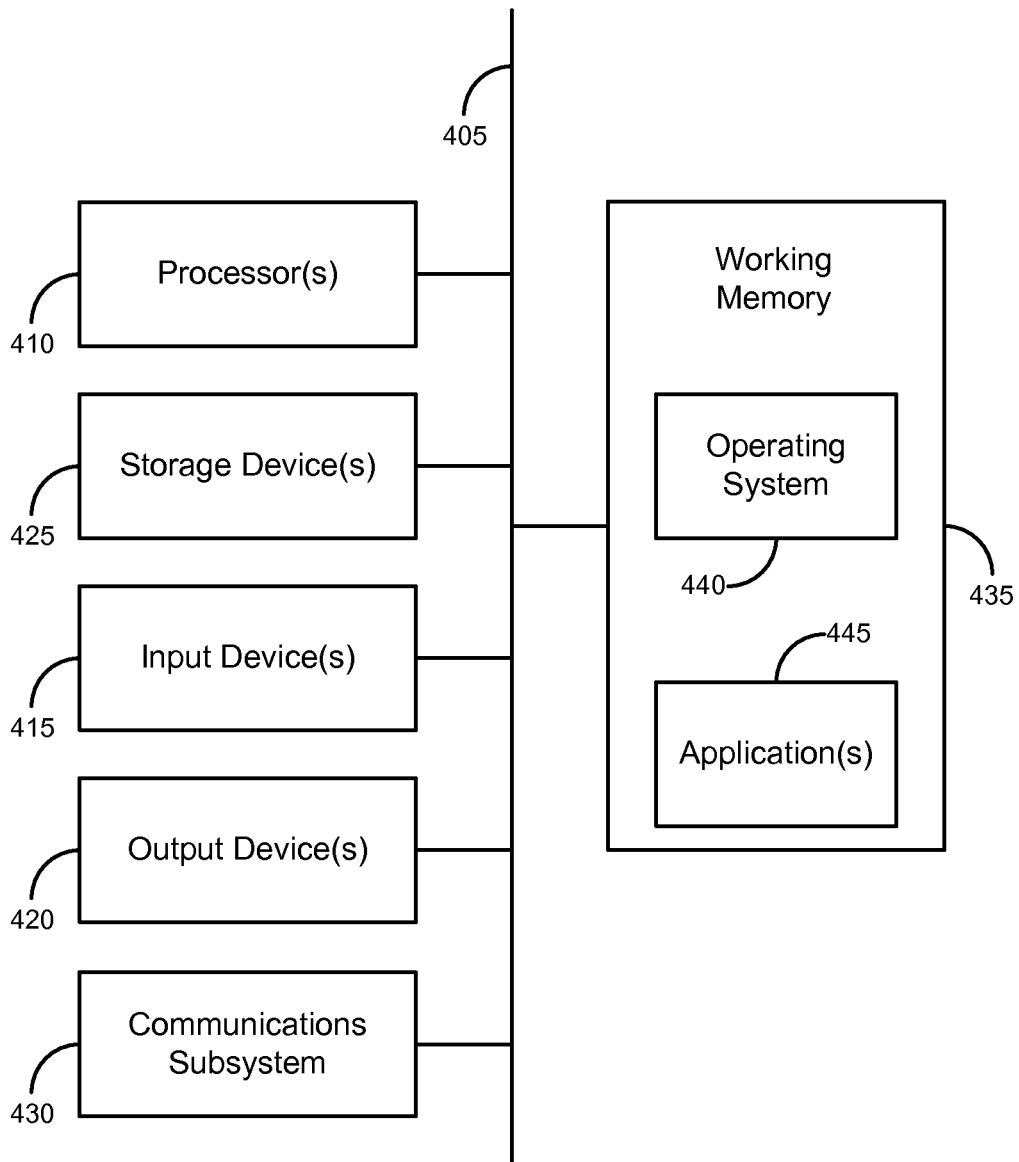 405
Processor(s)
410
Storage Device(s)
425
Input Device(s)
415
Output Device(s)
420
Communications
Subsystem
430
Working
Memory
Operating
System
440
435
445
Application(s)